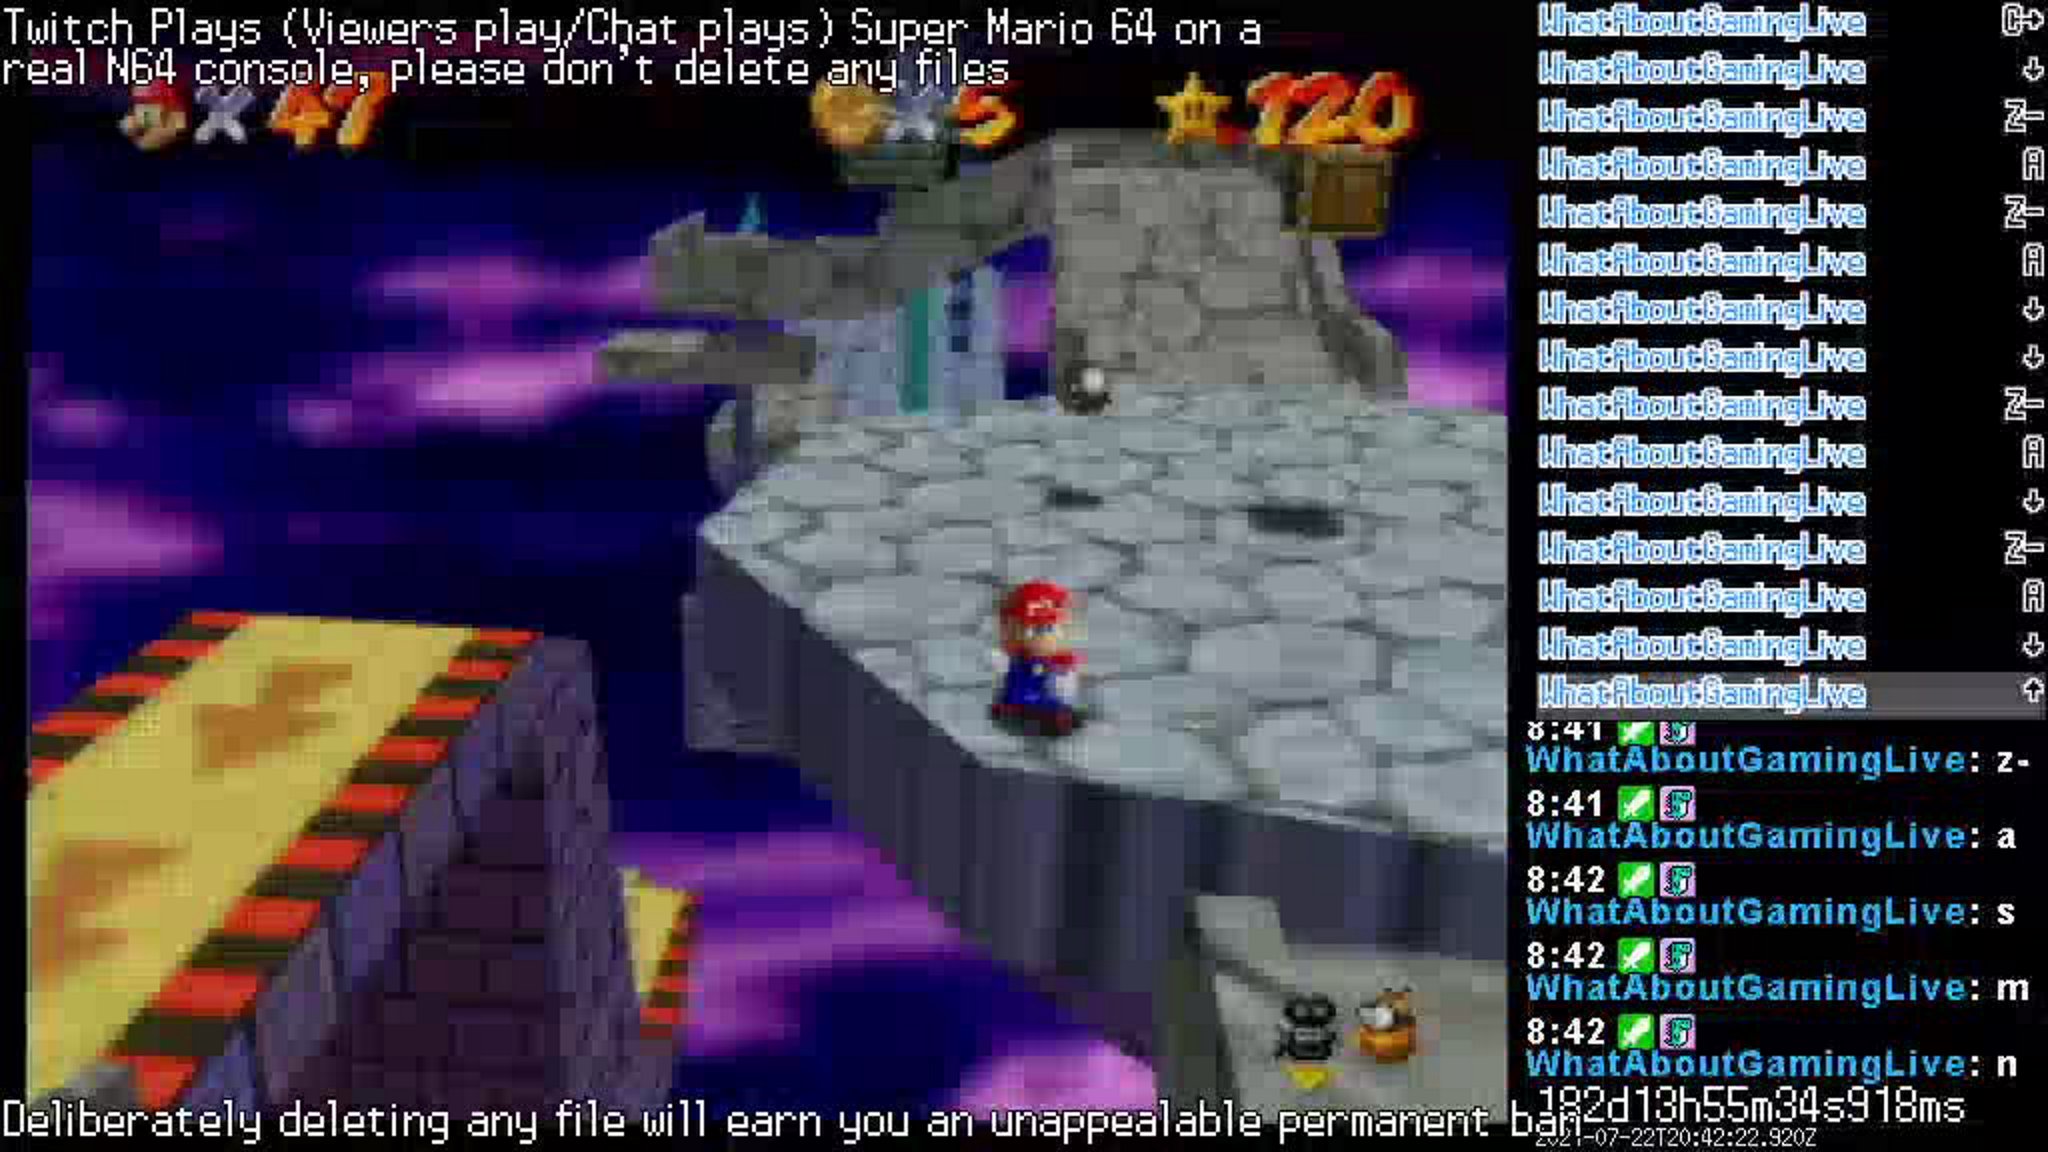 Twitch Plays (Viewers play/Chat plays) Super Mario 64 on a
real N64 console, please don't delete any files
× 47
× 5
120
WhatAboutGamingLive C→
WhatAboutGamingLive ↓
WhatAboutGamingLive Z-
WhatAboutGamingLive A
WhatAboutGamingLive Z-
WhatAboutGamingLive A
WhatAboutGamingLive ↓
WhatAboutGamingLive ↓
WhatAboutGamingLive Z-
WhatAboutGamingLive A
WhatAboutGamingLive ↓
WhatAboutGamingLive Z-
WhatAboutGamingLive A
WhatAboutGamingLive ↓
WhatAboutGamingLive ↑
8:41
WhatAboutGamingLive: z-
8:41
WhatAboutGamingLive: a
8:42
WhatAboutGamingLive: s
8:42
WhatAboutGamingLive: m
8:42
WhatAboutGamingLive: n
Deliberately deleting any file will earn you an unappealable permanent ban
182d13h55m34s918ms
2021-07-22T20:42:22.920Z